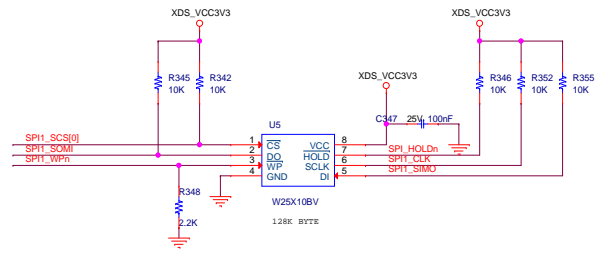 XDS_VCC3V3
XDS_VCC3V3
R345
10K
R342
10K
XDS_VCC3V3
R346
10K
R352
10K
R355
10K
C347
25V
100nF
U5
SPI1_SCS[0]
SPI1_SOMI
SPI1_WPn
1
2
3
4
CS
DO
WP
GND
VCC
HOLD
SCLK
DI
8
7
6
5
SPI_HOLDn
SPI1_CLK
SPI1_SIMO
R348
2.2K
W25X10BV
128K BYTE